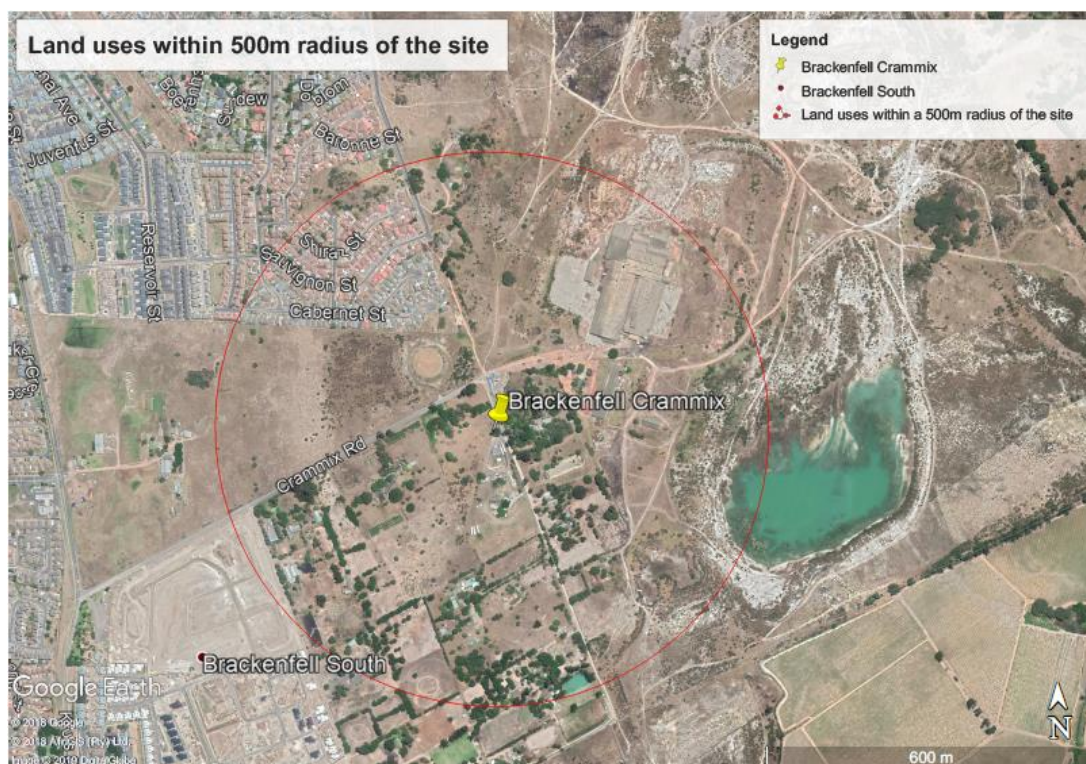 Land uses within 500m radius of the site
Legend
Brackenfell Crammix
Brackenfell South
Land uses within a 500m radius of the site
Juventus St
Batonne St
Reservoir St
Shiraz St
Sauvignon St
Cabernet St
Brackenfell Crammix
Crammix Rd
Brackenfell South
Google Earth
© 2018 Google
© 2018 AfriGIS (Pty) Ltd.
Image © 2019 DigitalGlobe
N
600 m